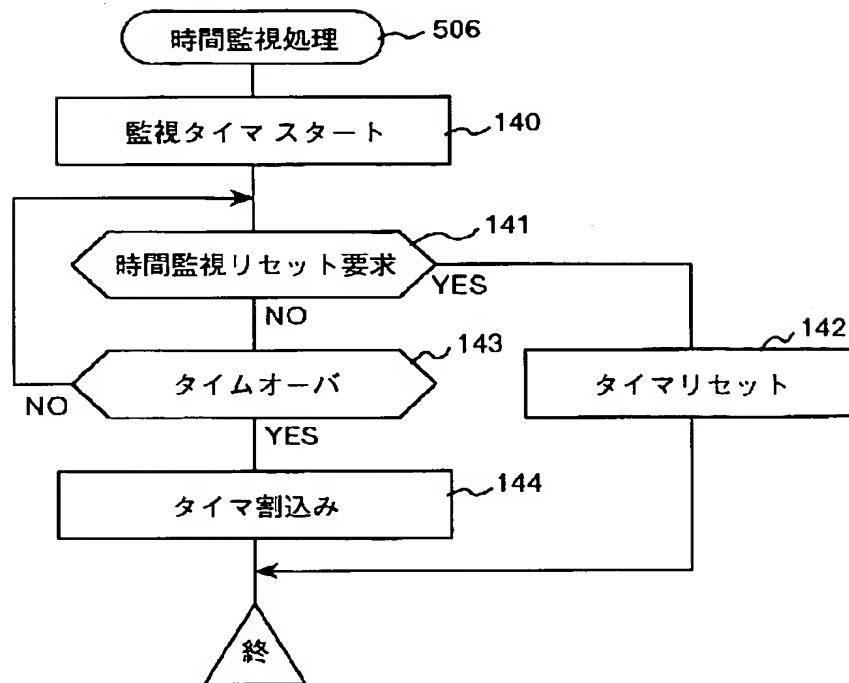 時間監視処理
506
監視タイマ スタート
140
141
時間監視リセット要求
YES
NO
143
142
タイムオーバ
タイマリセット
NO
YES
タイマ割込み
144
終